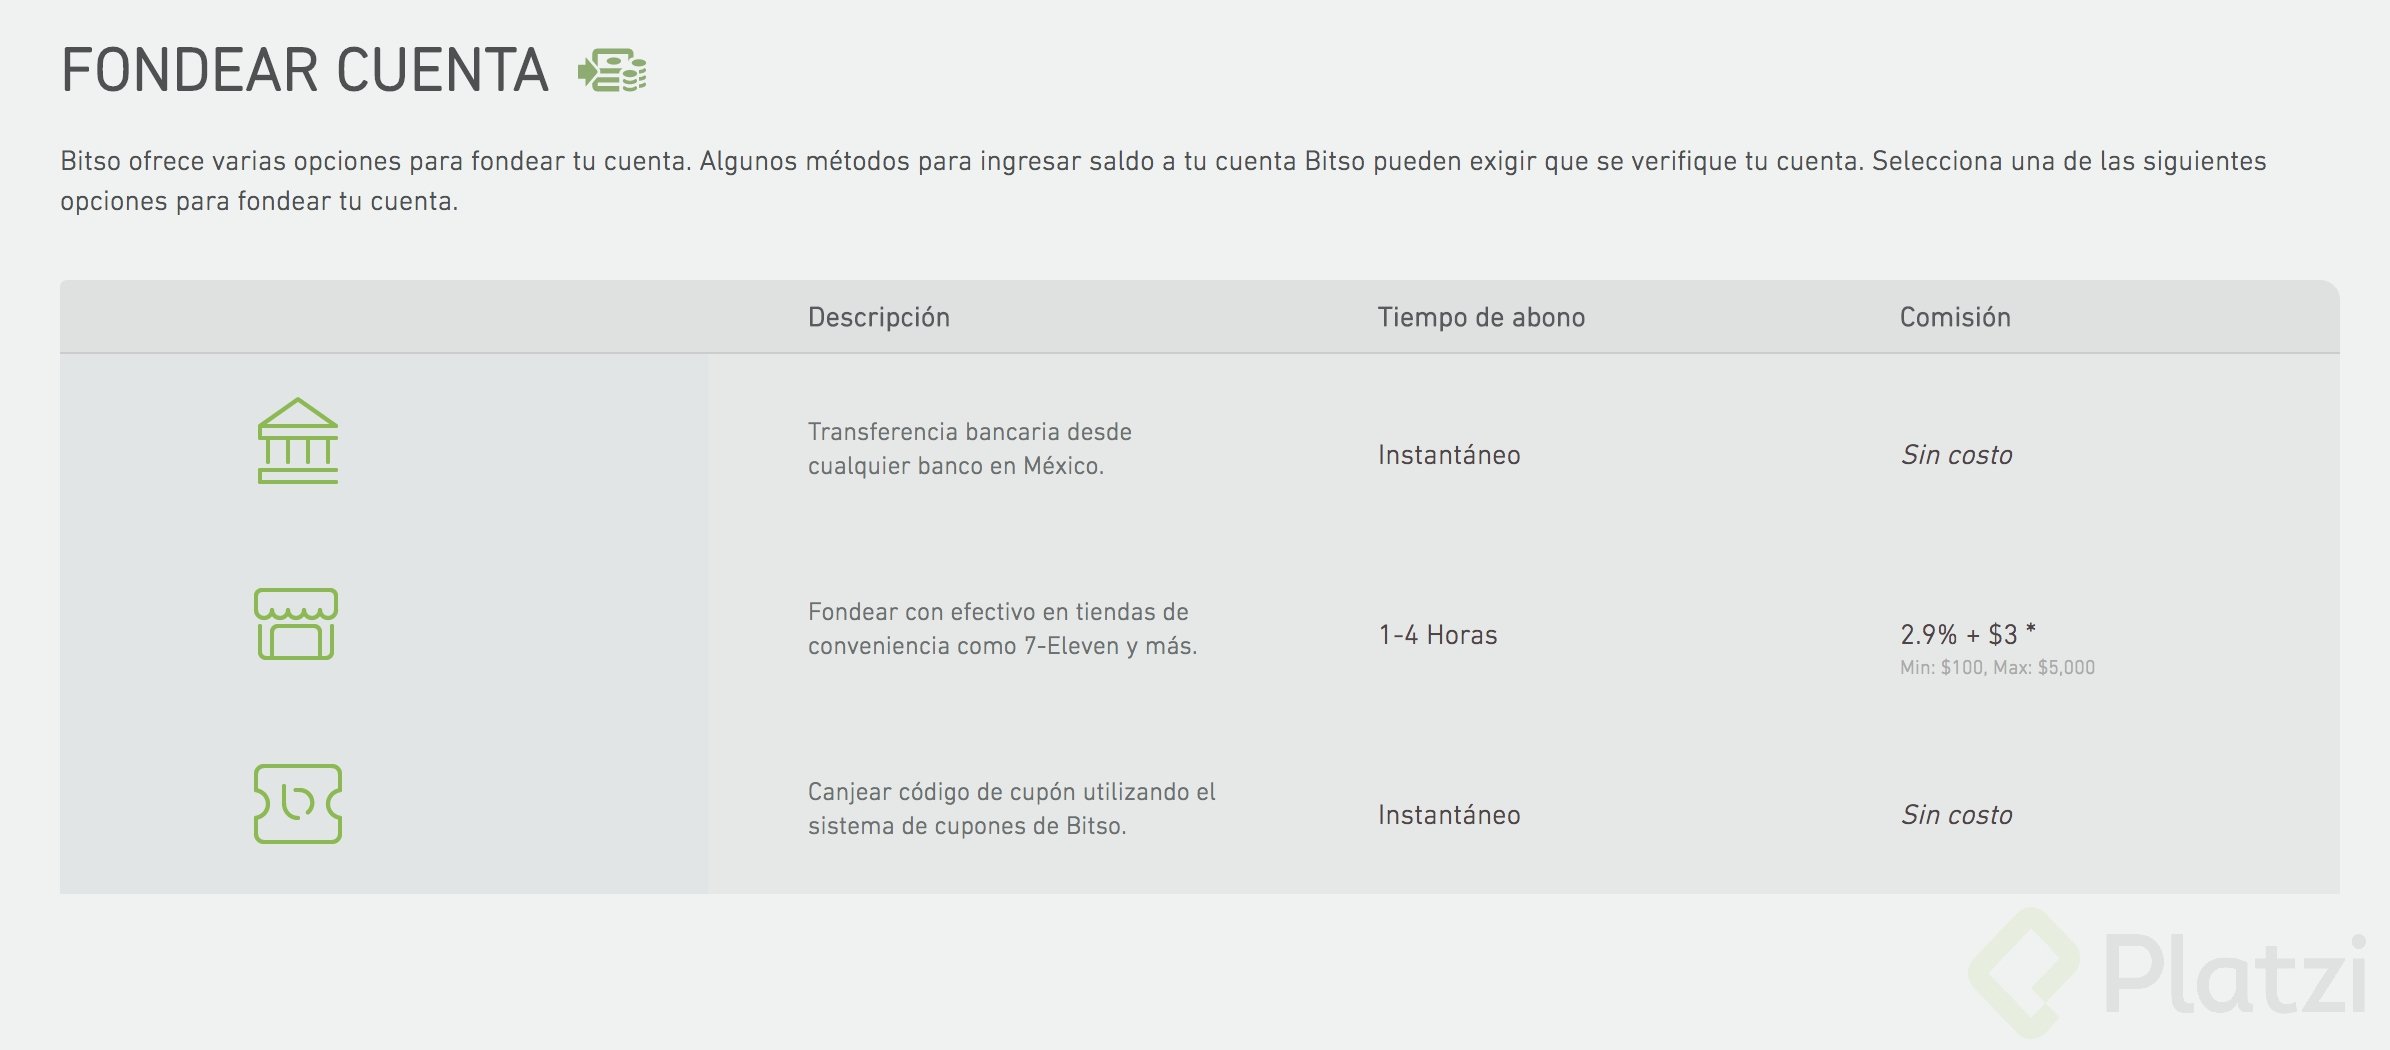 FONDEAR CUENTA
Bitso ofrece varias opciones para fondear tu cuenta. Algunos métodos para ingresar saldo a tu cuenta Bitso pueden exigir que se verifique tu cuenta. Selecciona una de las siguientes
opciones para fondear tu cuenta.
Descripción Tiempo de abono Comisión
Transferencia bancaria desde
cualquier banco en México.
Instantáneo
Sin costo
Fondear con efectivo en tiendas de
conveniencia como 7-Eleven y más.
1-4 Horas
2.9% + $3 *
Min: $100, Max: $5,000
Canjear código de cupón utilizando el
sistema de cupones de Bitso.
Instantáneo
Sin costo
Platzi